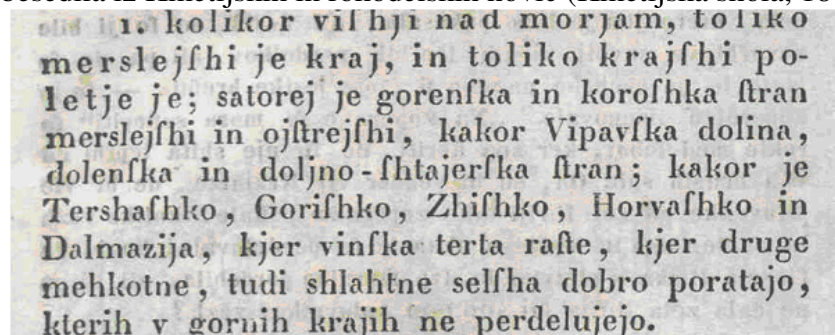 1. kolikor viſhji nad morjam, toliko
merslejſhi je kraj, in toliko krajſhi po-
letje je; satorej je gorenſka in koroſhka ſtran
merslejſhi in ojſtrejſhi, kakor Vipavſka dolina,
dolenſka in doljno-ſhtajerſka ſtran; kakor je
Tershaſhko, Goriſhko, Zhiſhko, Horvaſhko in
Dalmazija, kjer vinſka terta raſte, kjer druge
mehkotne, tudi shlahtne selſha dobro poratajo,
kterih v gornih krajih ne perdelujejo.